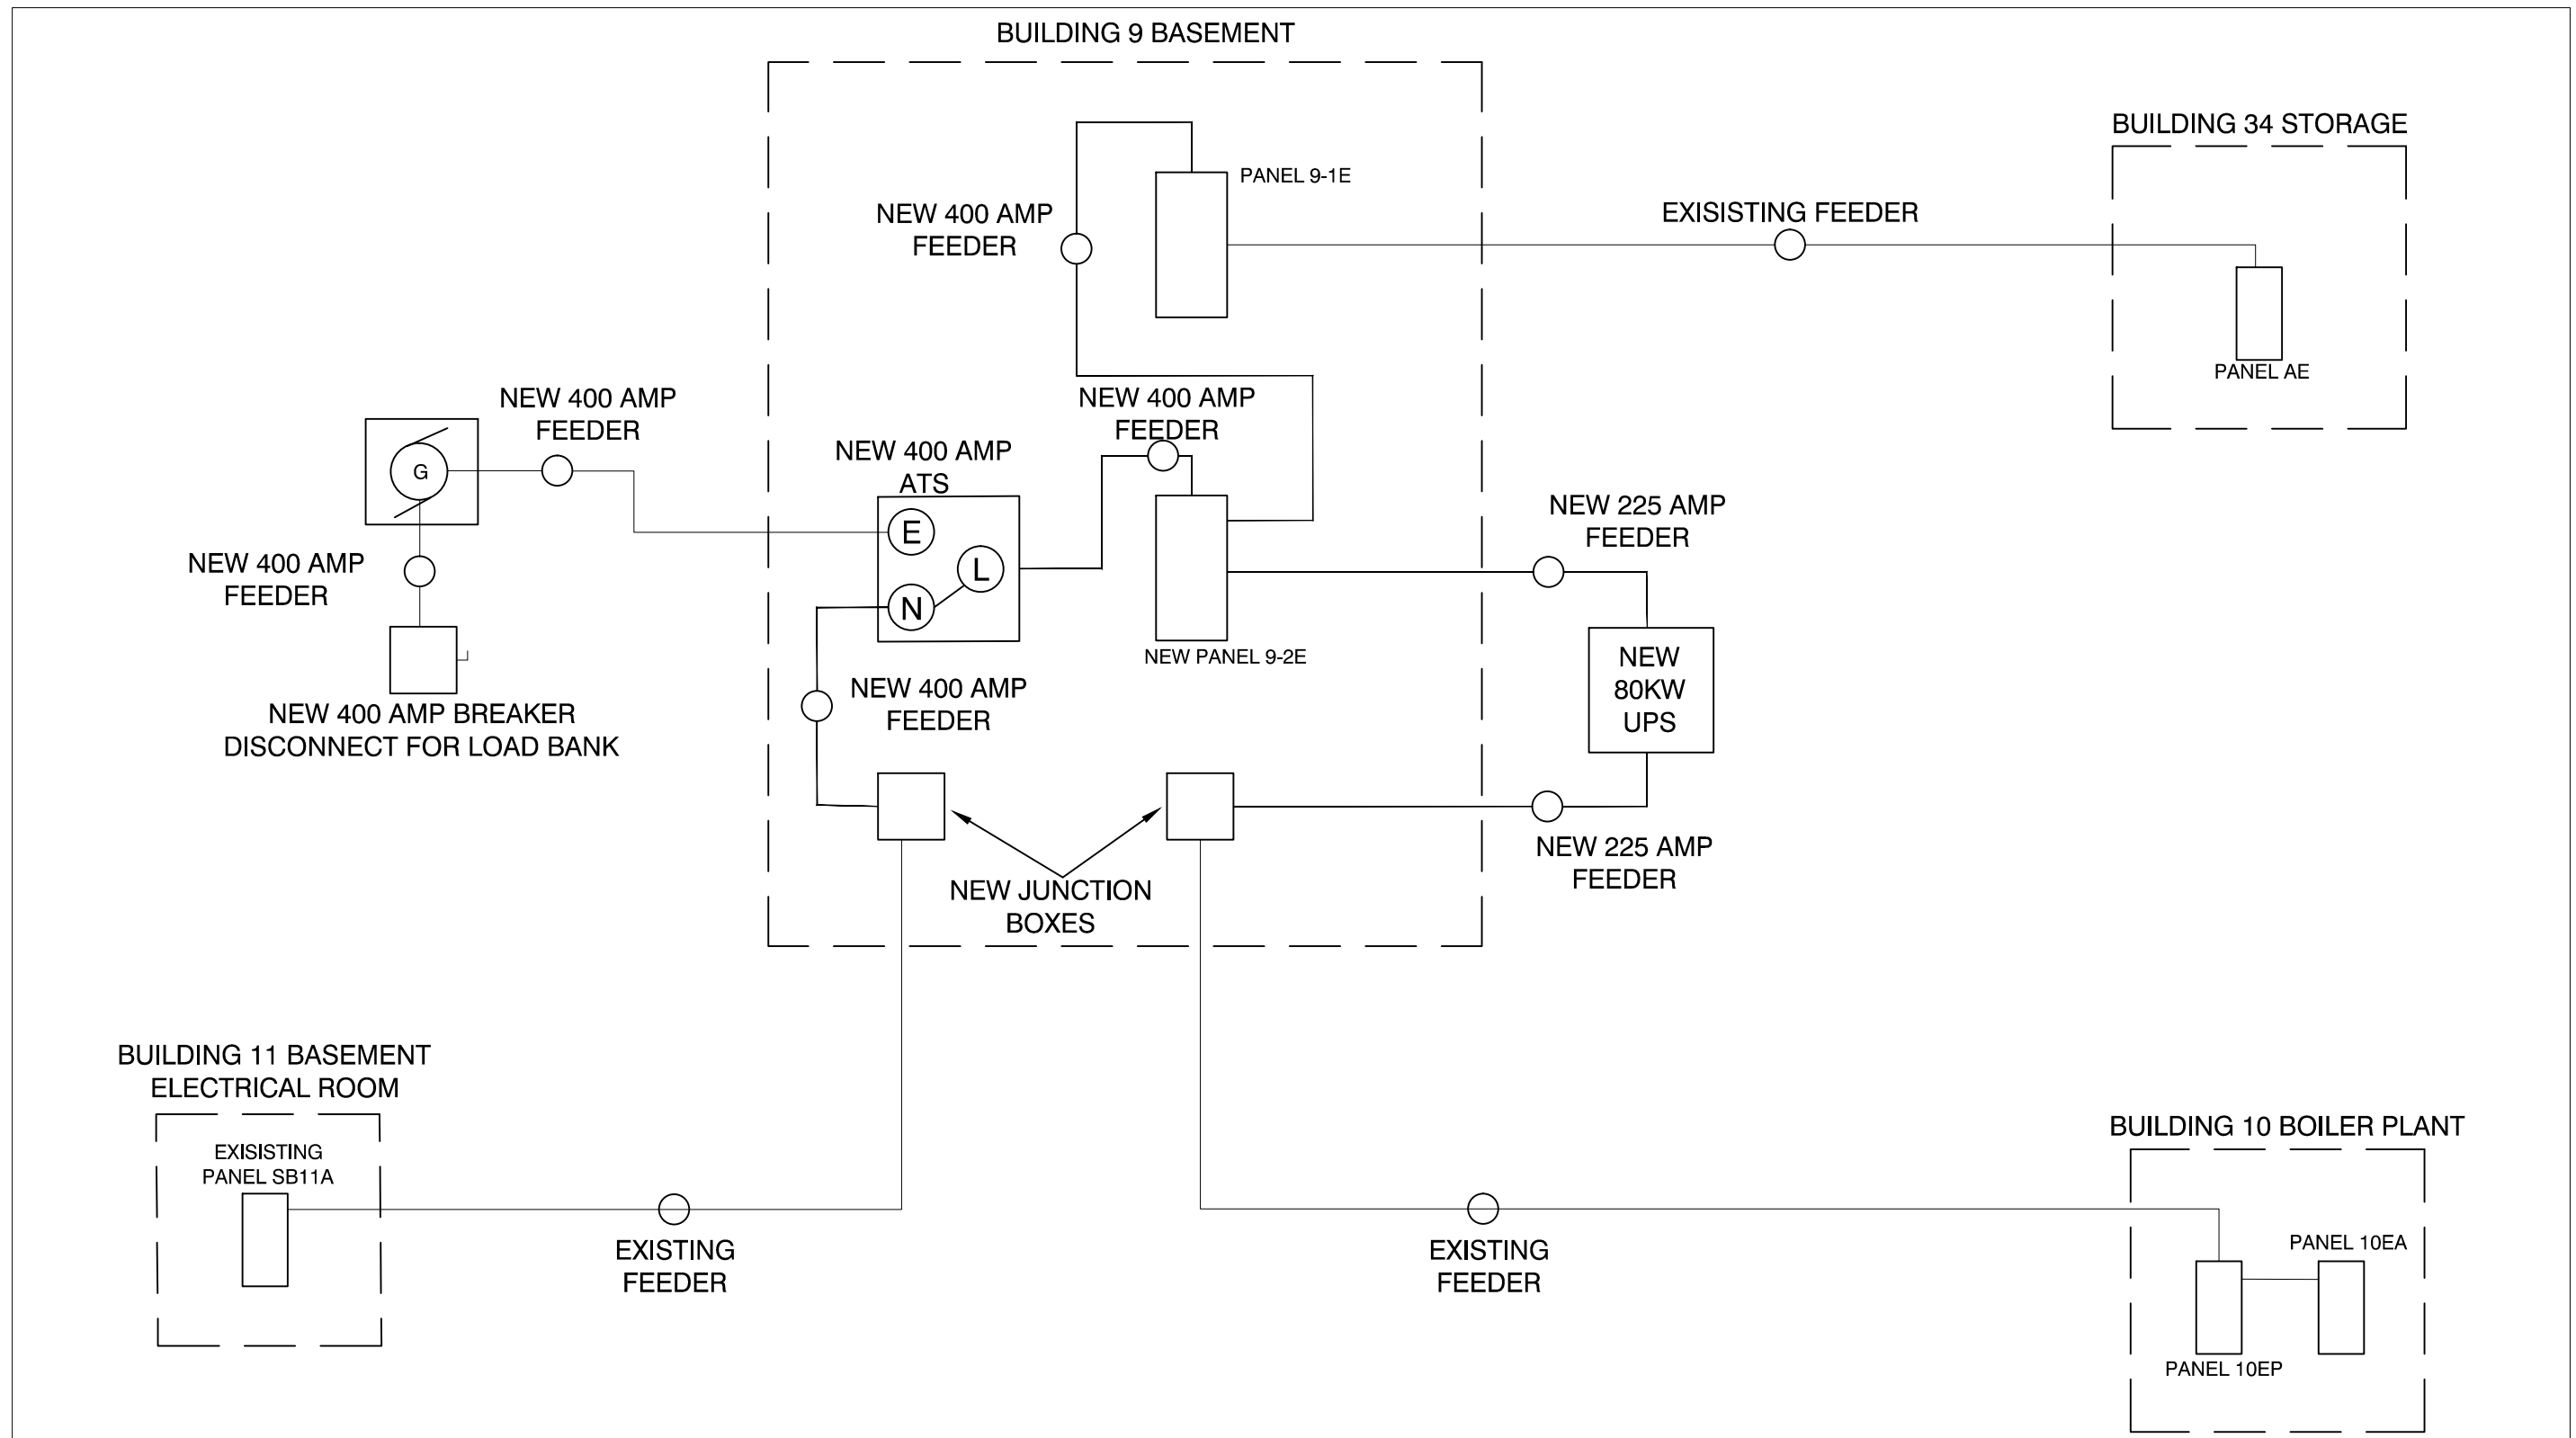 BUILDING 9 BASEMENT
BUILDING 34 STORAGE
PANEL 9-1E
NEW 400 AMP
FEEDER
EXISISTING FEEDER
PANEL AE
NEW 400 AMP
FEEDER
NEW 400 AMP
FEEDER
NEW 400 AMP
ATS
G
E
L
N
NEW 225 AMP
FEEDER
NEW 400 AMP
FEEDER
NEW PANEL 9-2E
NEW
80KW
UPS
NEW 400 AMP
FEEDER
NEW 400 AMP BREAKER
DISCONNECT FOR LOAD BANK
NEW 225 AMP
FEEDER
NEW JUNCTION
BOXES
BUILDING 11 BASEMENT
ELECTRICAL ROOM
EXISISTING
PANEL SB11A
EXISTING
FEEDER
EXISTING
FEEDER
BUILDING 10 BOILER PLANT
PANEL 10EA
PANEL 10EP